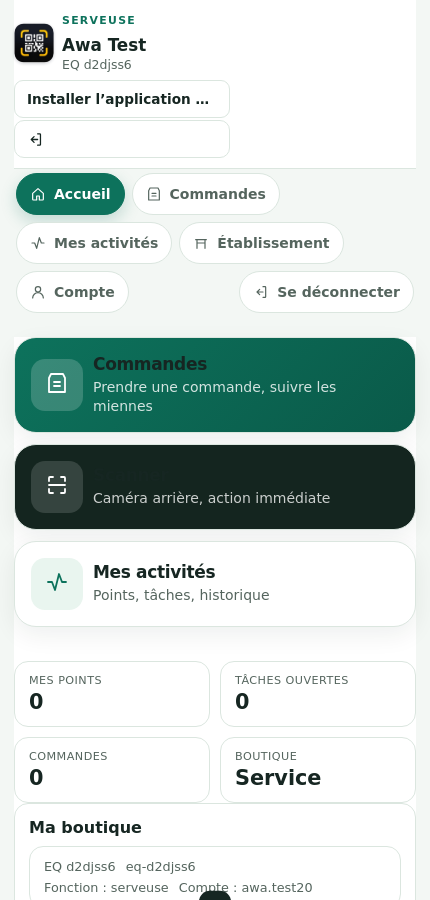 SERVEUSE
Awa Test
EQ d2djss6
Installer l’application ...
Accueil
Commandes
Mes activités
Établissement
Compte
Se déconnecter
Commandes
Prendre une commande, suivre les
miennes
Caméra arrière, action immédiate
Mes activités
Points, tâches, historique
MES POINTS
0
TÂCHES OUVERTES
0
COMMANDES
0
BOUTIQUE
Service
Ma boutique
EQ d2djss6 eq-d2djss6
Fonction : serveuse Compte : awa.test20